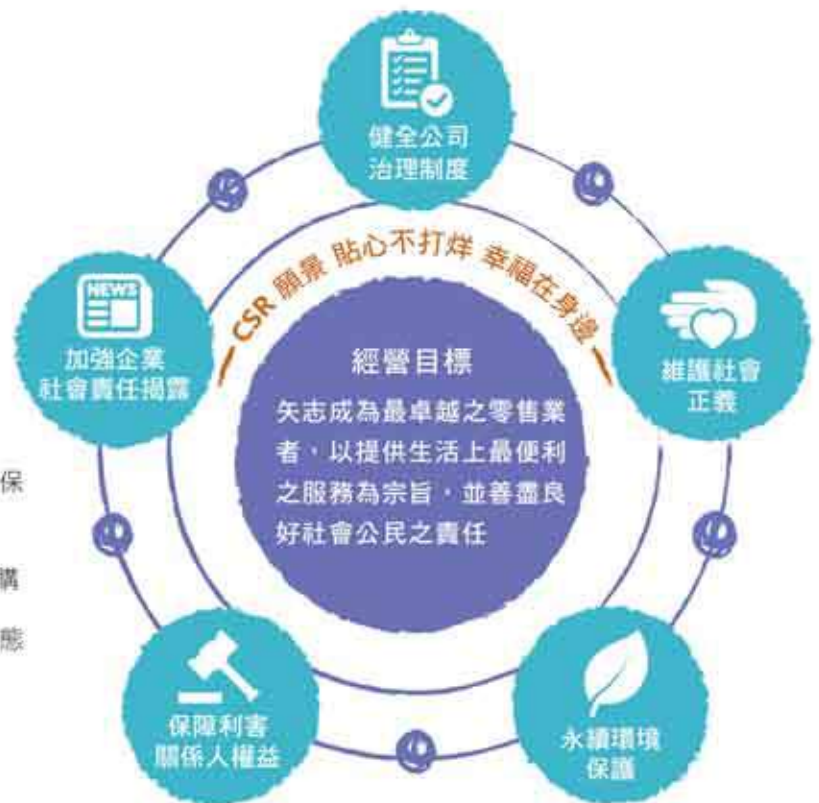 健全公司
治理制度
CSR 願景 貼心不打烊 幸福在身邊
NEWS
加強企業
社會責任揭露
維護社會
正義
經營目標
矢志成為最卓越之零售業
者，以提供生活上最便利
之服務為宗旨，並善盡良
好社會公民之責任
保
購
態
保障利害
關係人權益
永續環境
保護